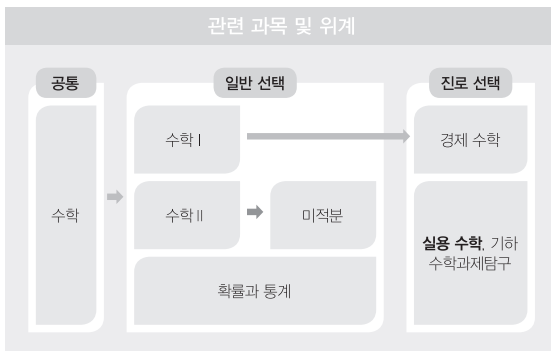 관련 과목 및 위계
공통
일반 선택
진로 선택
수학
수학 I
경제 수학
수학 II
미적분
실용 수학, 기하
수학과제탐구
확률과 통계